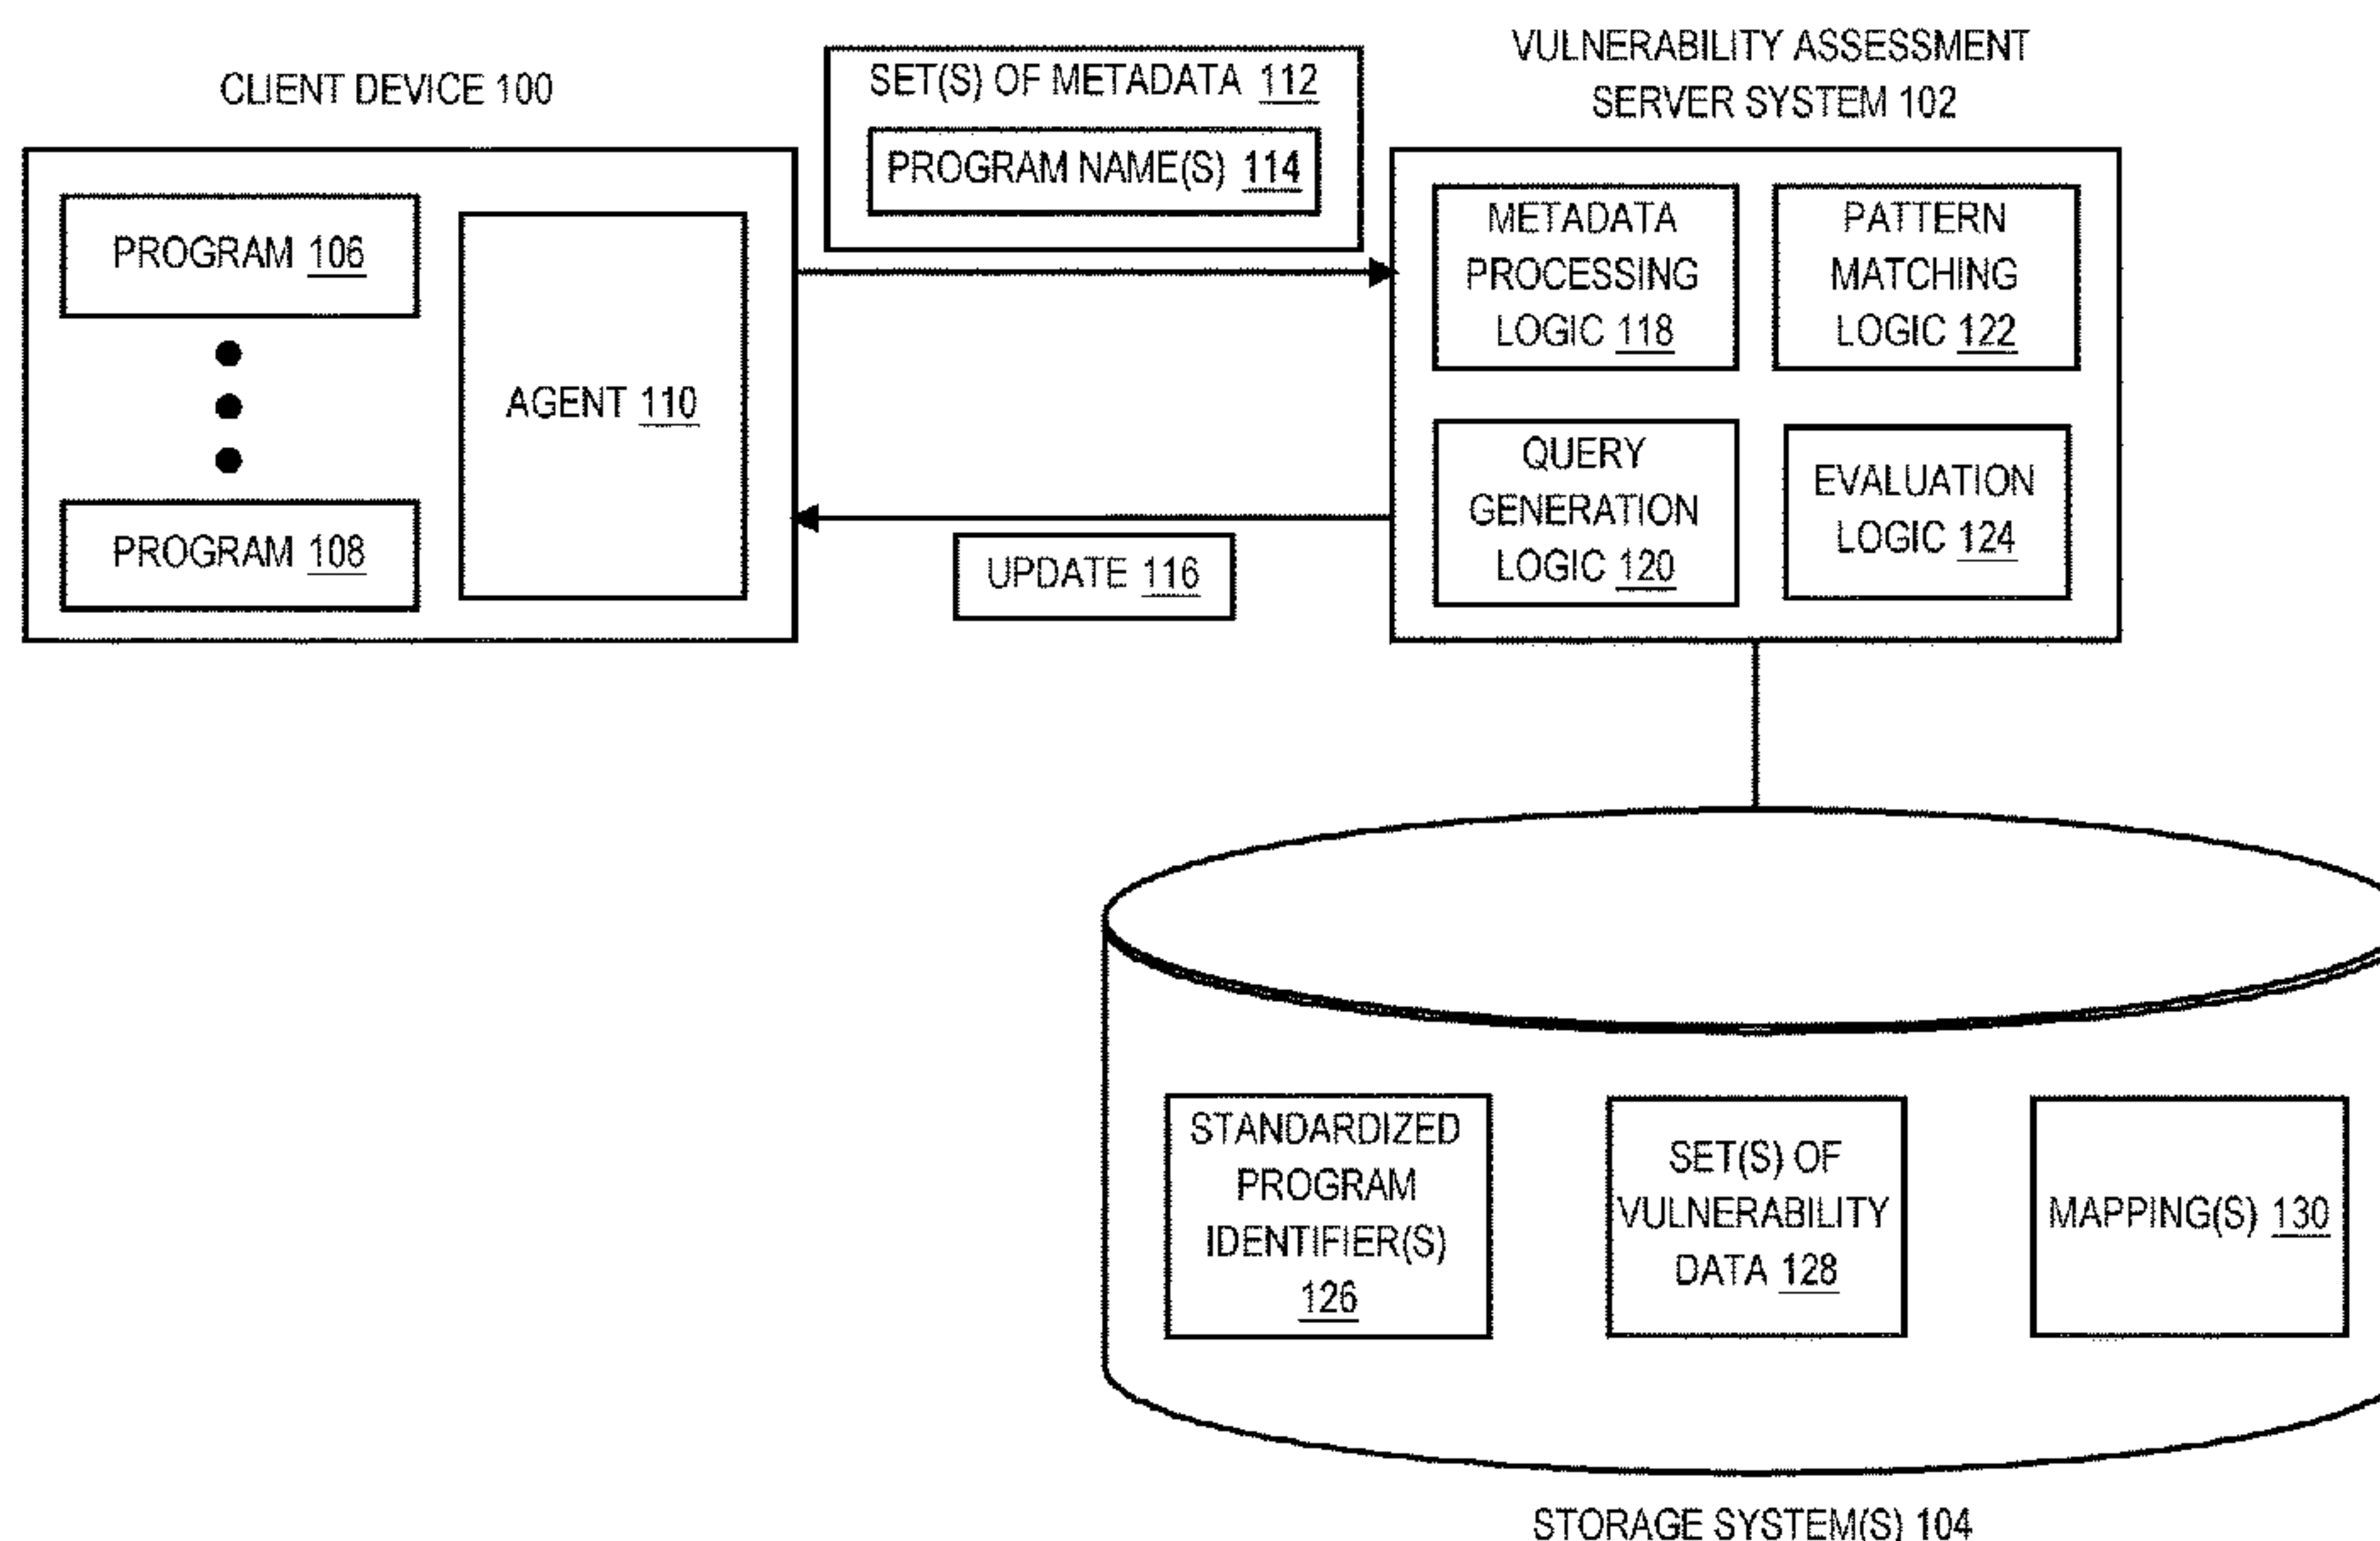 CLIENT DEVICE 100
PROGRAM 106
PROGRAM 108
AGENT 110
SET(S) OF METADATA 112
PROGRAM NAME(S) 114
UPDATE 116
VULNERABILITY ASSESSMENT
SERVER SYSTEM 102
METADATA
PROCESSING
LOGIC 118
PATTERN
MATCHING
LOGIC 122
QUERY
GENERATION
LOGIC 120
EVALUATION
LOGIC 124
STANDARDIZED
PROGRAM
IDENTIFIER(S)
126
SET(S) OF
VULNERABILITY
DATA 128
MAPPING(S) 130
STORAGE SYSTEM(S) 104